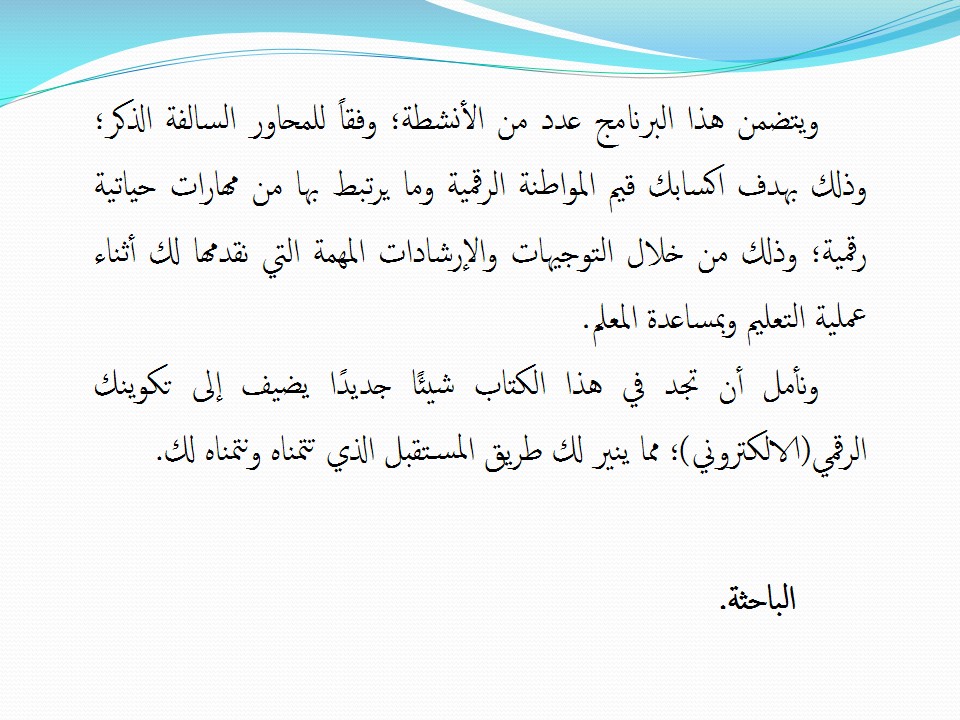 ويتضمن هذا البرنامج عدد من الأنشطة؛ وفقاً للمحاور السالفة الذكر؛
وذلك بهدف اكسابك قيم المواطنة الرقمية وما يرتبط بها من مهارات حياتية
رقمية؛ وذلك من خلال التوجيهات والإرشادات المهمة التي نقدمها لك أثناء
عملية التعليم وبمساعدة المعلم.
ونأمل أن تجد في هذا الكتاب شيئًا جديدًا يضيف إلى تكوينك
الرقمي(الالكتروني)؛ مما ينير لك طريق المستقبل الذي تتمناه ونتمناه لك.
الباحثة.